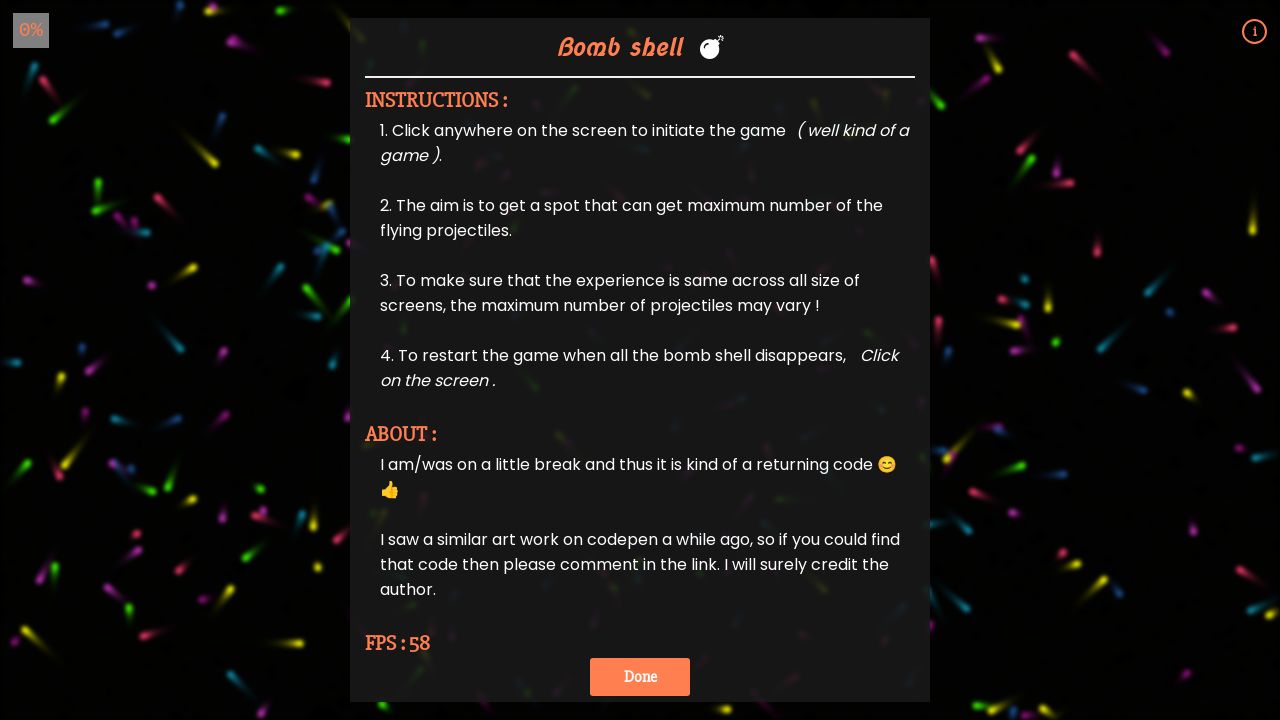 0%
i
Bomb shell 💣
INSTRUCTIONS :
1. Click anywhere on the screen to initiate the game ( well kind of a
game ).
2. The aim is to get a spot that can get maximum number of the
flying projectiles.
3. To make sure that the experience is same across all size of
screens, the maximum number of projectiles may vary !
4. To restart the game when all the bomb shell disappears, Click
on the screen .
ABOUT :
I am/was on a little break and thus it is kind of a returning code 😊
👍
I saw a similar art work on codepen a while ago, so if you could find
that code then please comment in the link. I will surely credit the
author.
FPS : 58
Done